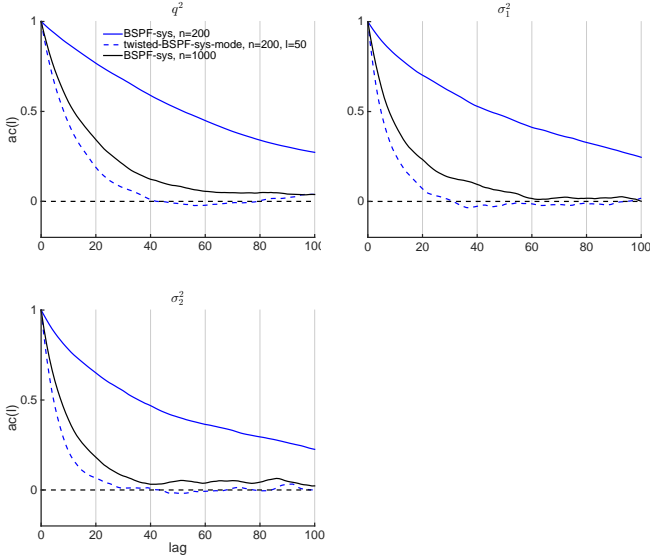 q²
1
0.5
0
ac(l)
BSPF-sys, n=200
twisted-BSPF-sys-mode, n=200, l=50
BSPF-sys, n=1000
0 20 40 60 80 100
σ₁²
1
0.5
0
0 20 40 60 80 100
σ₂²
1
0.5
0
ac(l)
0 20 40 60 80 100
lag